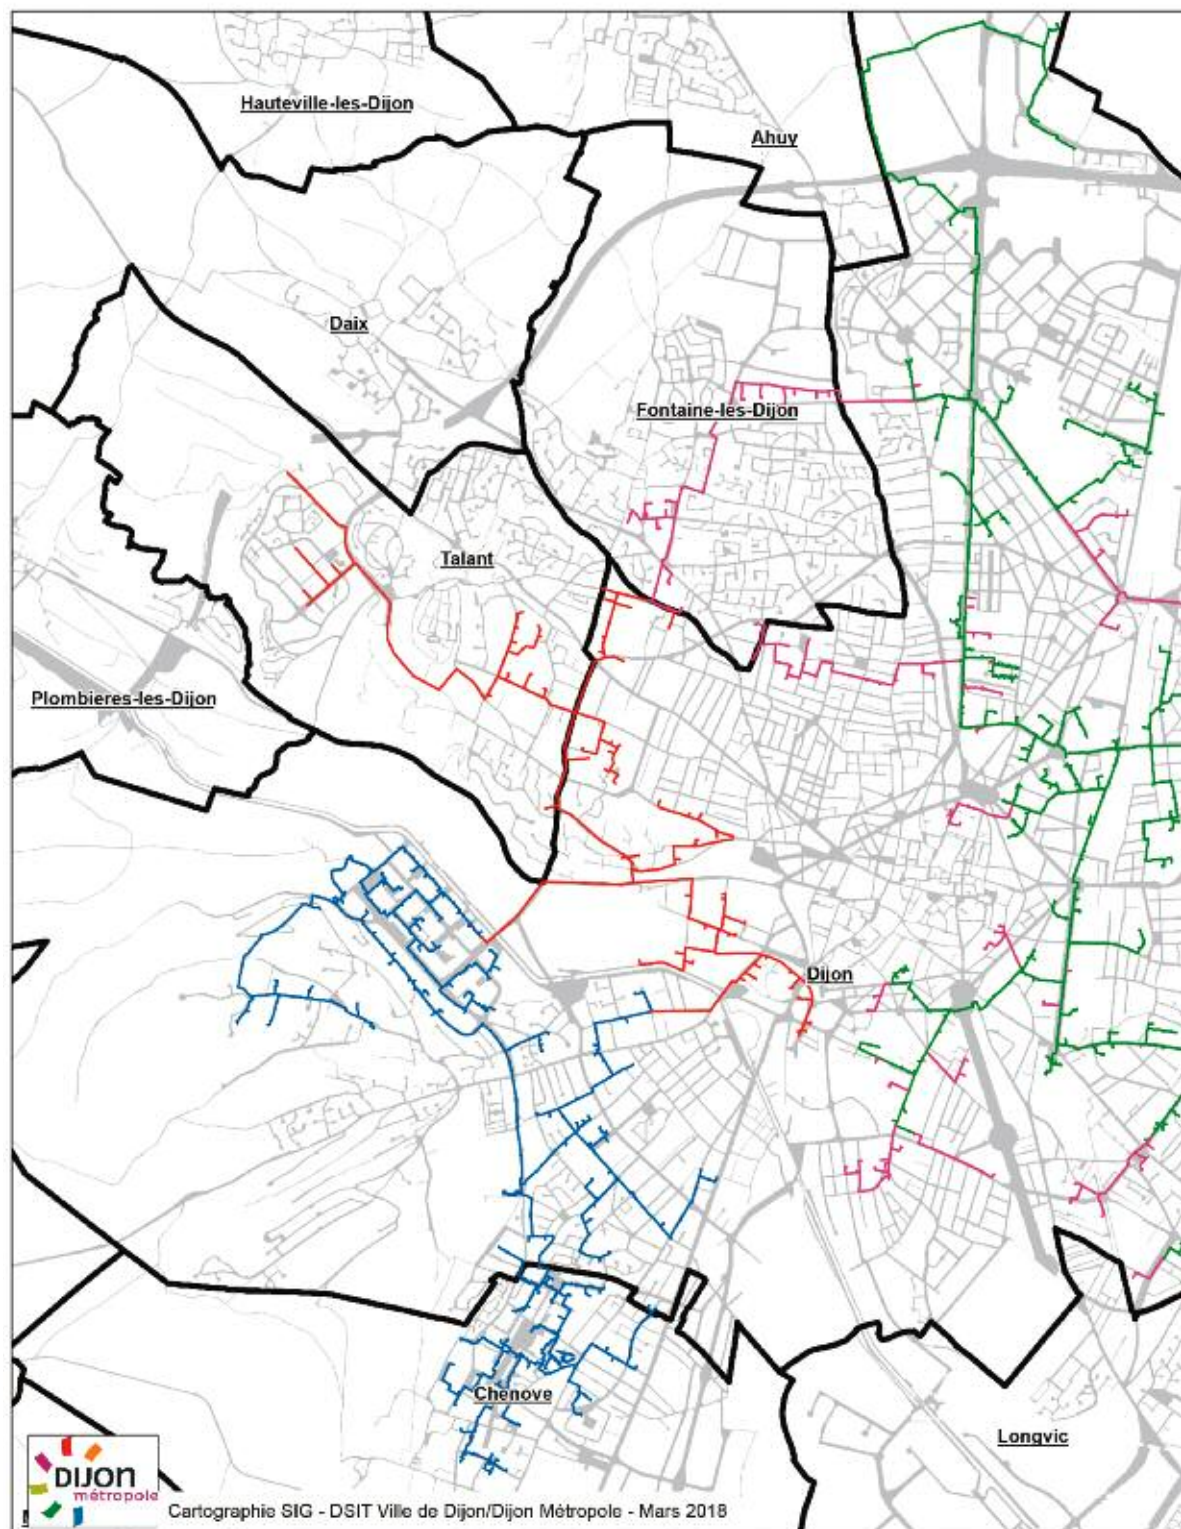 Hauteville-les-Dijon
Ahuy
Daix
Fontaine-les-Dijon
Talant
Plombieres-les-Dijon
Dijon
Chenove
Longvic
DIJON
métropole
Cartographie SIG - DSIT Ville de Dijon/Dijon Métropole - Mars 2018